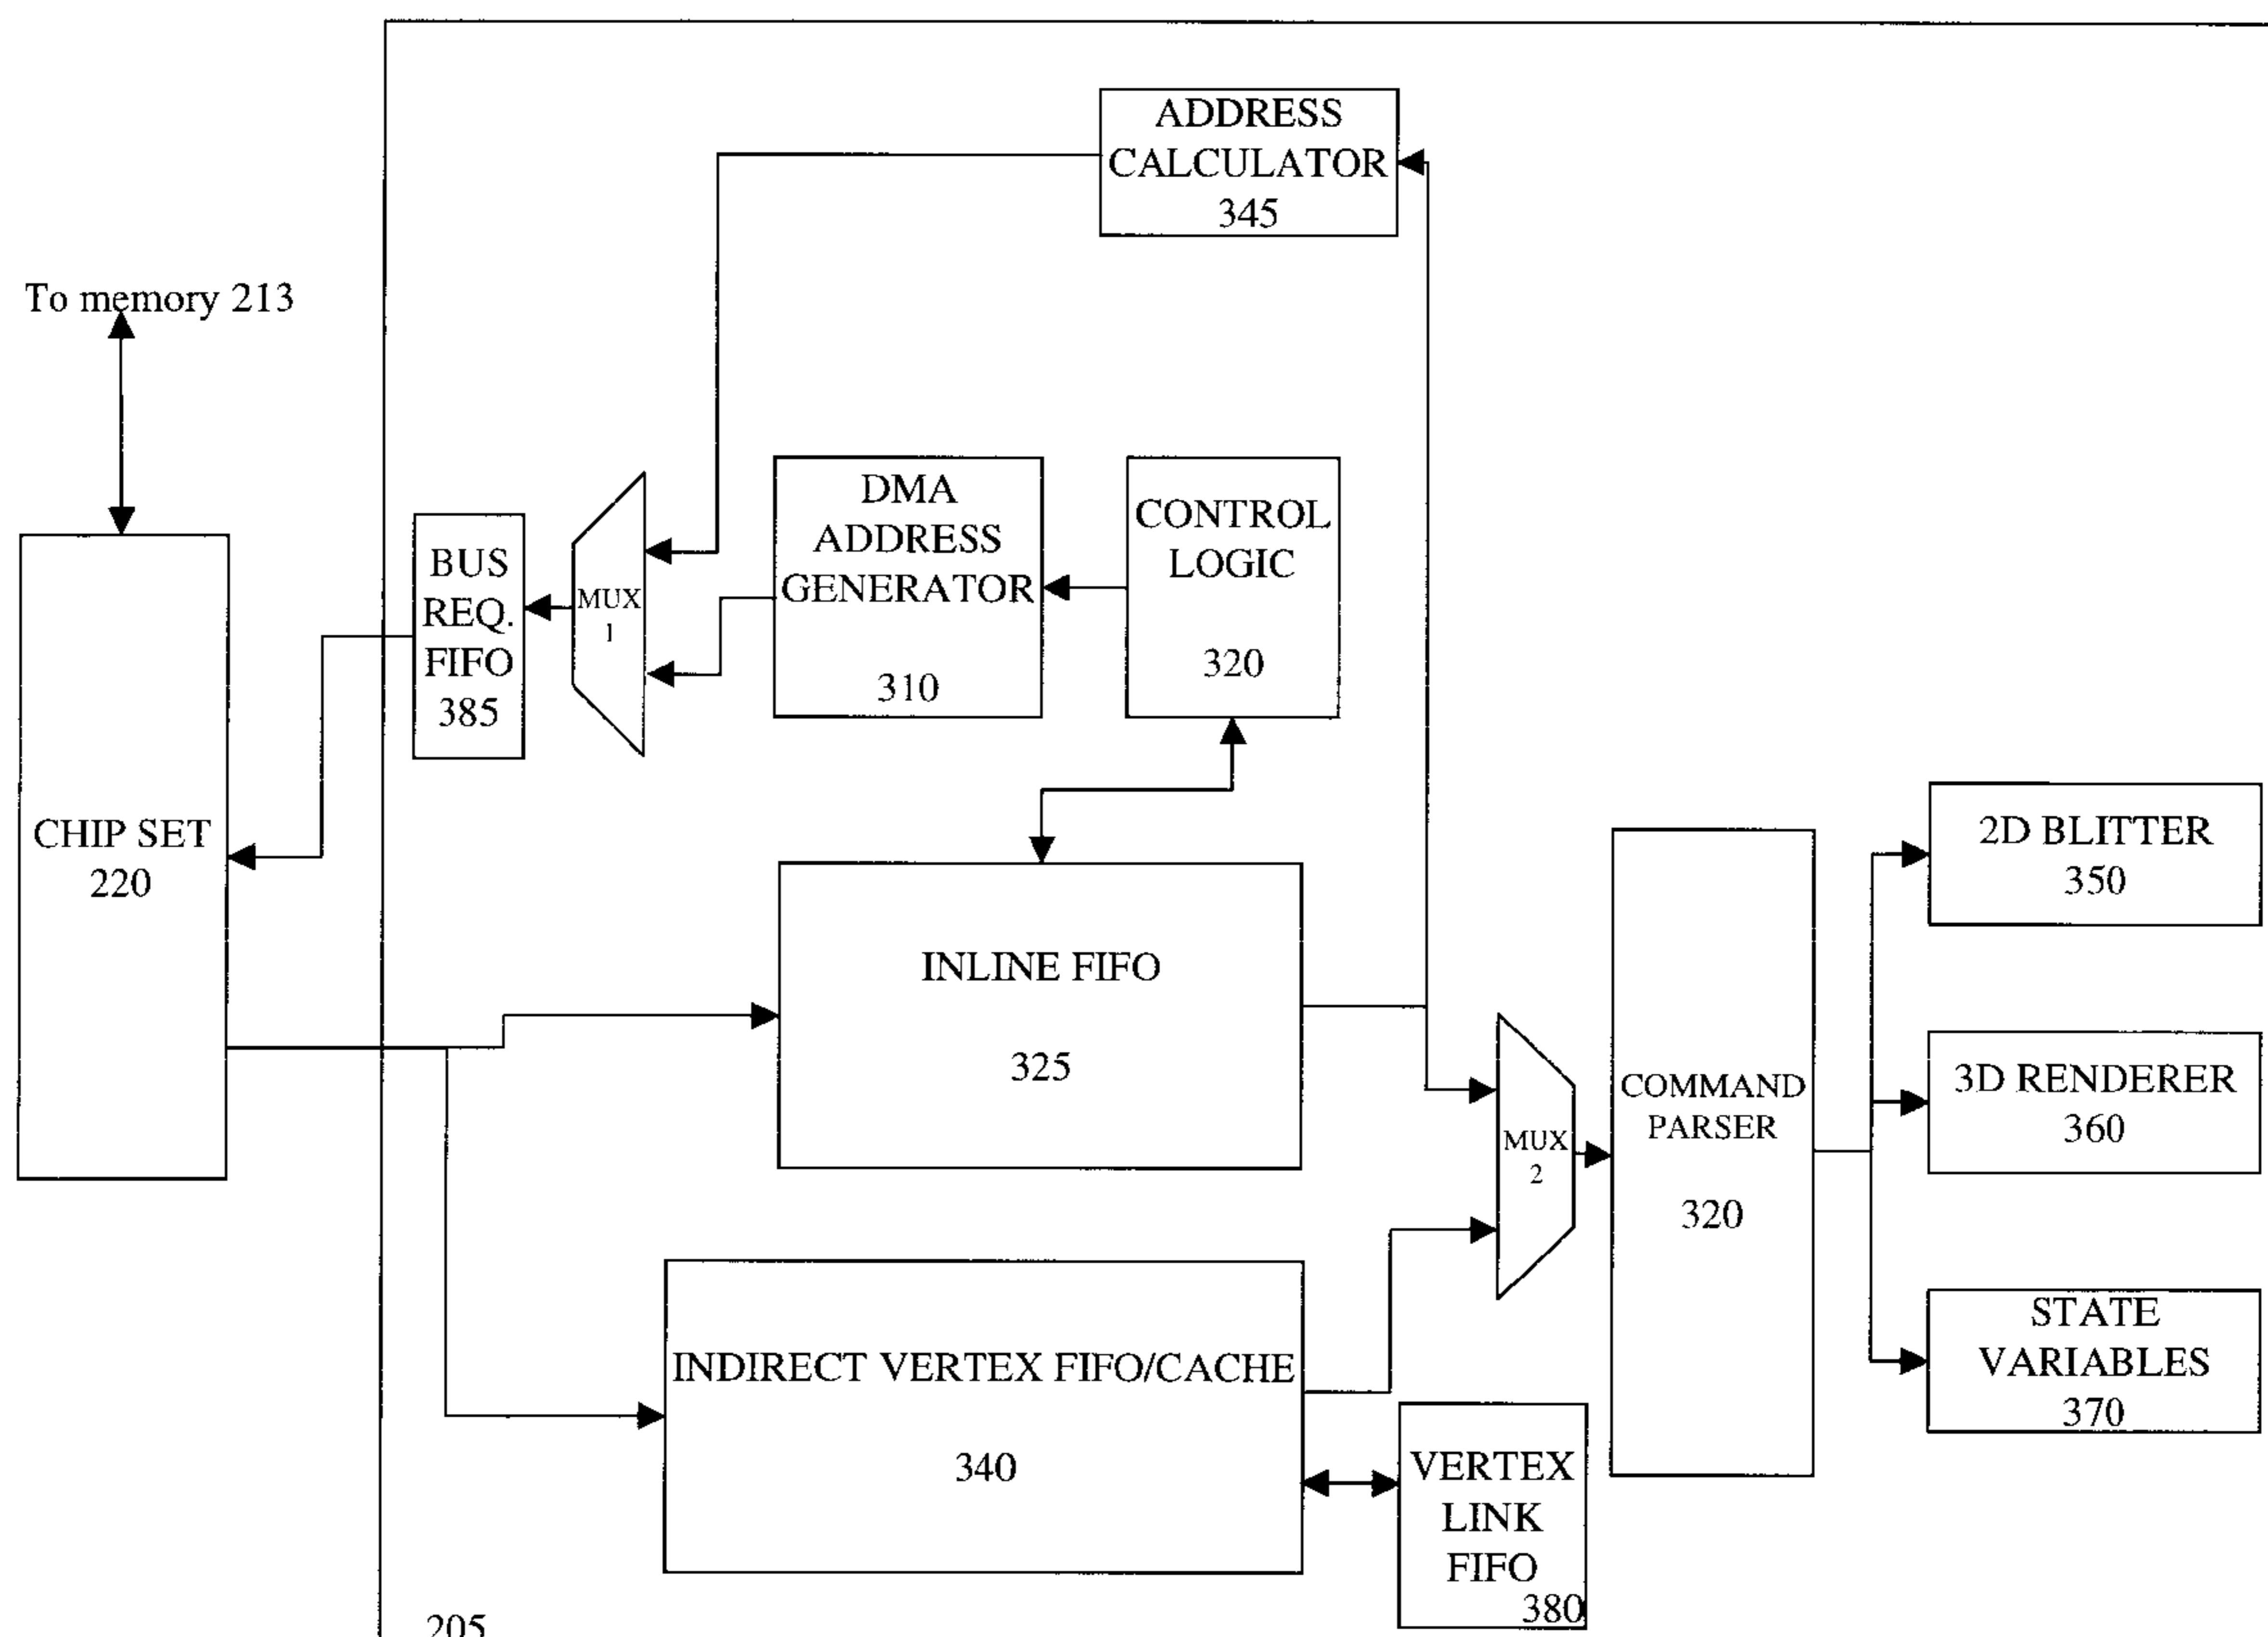 ADDRESS
CALCULATOR
345
To memory 213
DMA
ADDRESS
GENERATOR
310
CONTROL
LOGIC
320
BUS
REQ.
FIFO
385
MUX
1
CHIP SET
220
2D BLITTER
350
INLINE FIFO
325
3D RENDERER
360
COMMAND
PARSER
320
MUX
2
STATE
VARIABLES
370
INDIRECT VERTEX FIFO/CACHE
340
VERTEX
LINK
FIFO
380
205